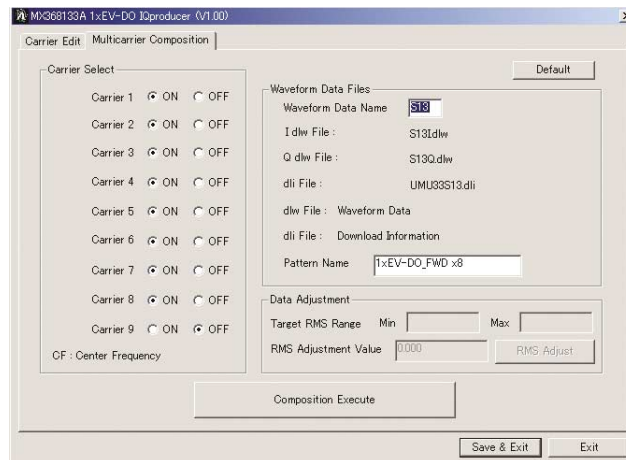 MX368133A 1xEV-DO IQproducer (V1.00)
Carrier Edit
Multicarrier Composition
Carrier Select
Carrier 1 ON OFF
Carrier 2 ON OFF
Carrier 3 ON OFF
Carrier 4 ON OFF
Carrier 5 ON OFF
Carrier 6 ON OFF
Carrier 7 ON OFF
Carrier 8 ON OFF
Carrier 9 ON OFF
CF : Center Frequency
Default
Waveform Data Files
Waveform Data Name S13
I dlw File : S13I.dlw
Q dlw File : S13Q.dlw
dli File : UMU33S13.dli
dlw File : Waveform Data
dli File : Download Information
Pattern Name 1xEV-DO_FWD x8
Data Adjustment
Target RMS Range Min Max
RMS Adjustment Value 0.000 RMS Adjust
Composition Execute
Save & Exit Exit